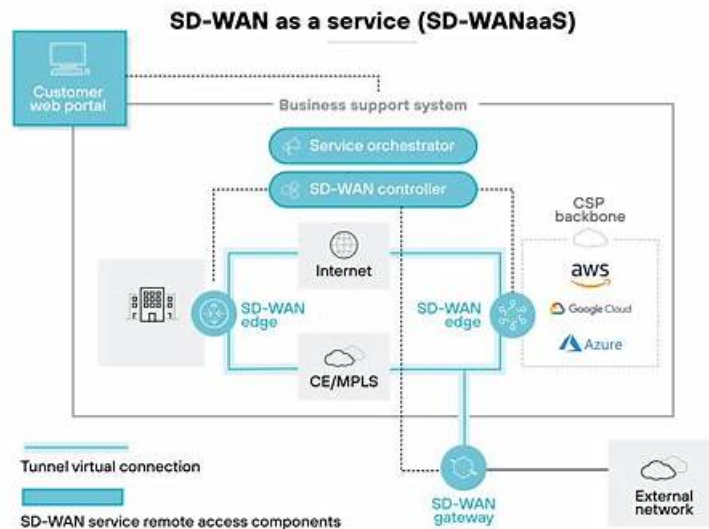 SD-WAN as a service (SD-WANaaS)
Customer
web portal
Business support system
Service orchestrator
SD-WAN controller
CSP
backbone
Internet
aws
SD-WAN
edge
SD-WAN
edge
Google Cloud
Azure
CE/MPLS
Tunnel virtual connection
SD-WAN service remote access components
SD-WAN
gateway
External
network